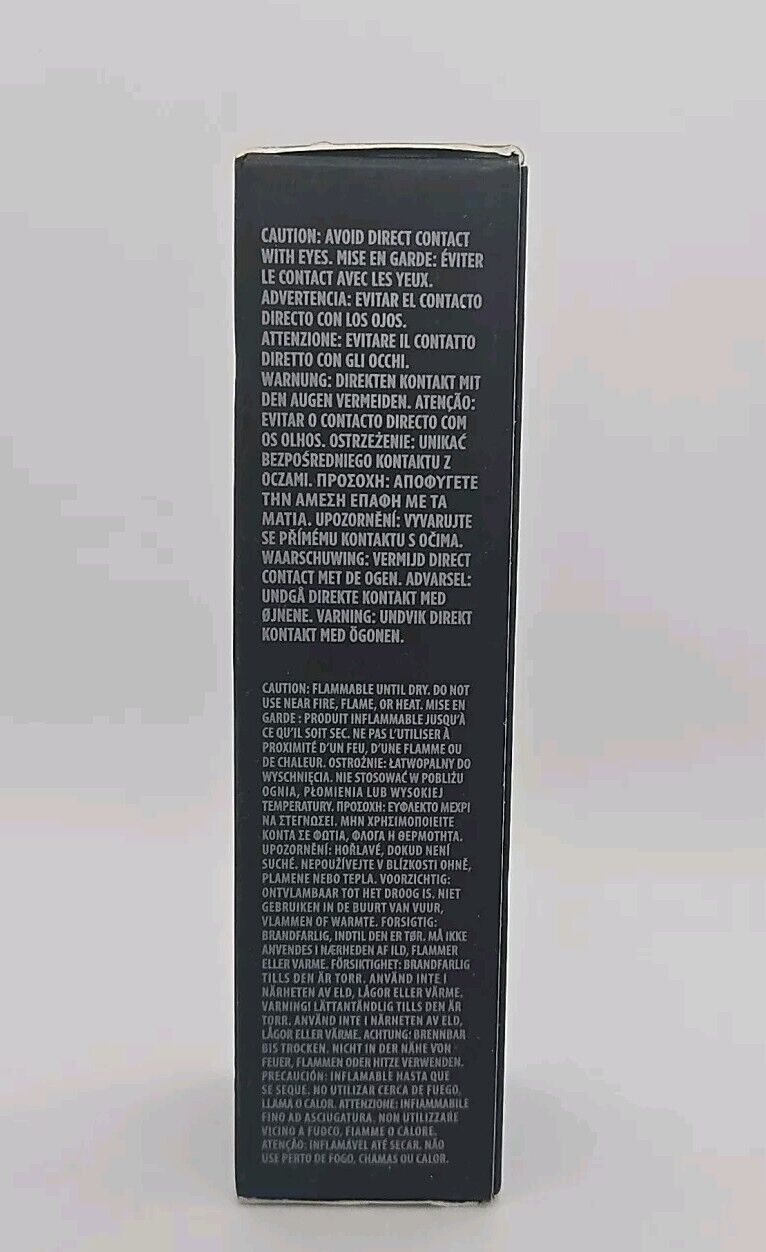 CAUTION: AVOID DIRECT CONTACT
WITH EYES. MISE EN GARDE: ÉVITER
LE CONTACT AVEC LES YEUX.
ADVERTENCIA: EVITAR EL CONTACTO
DIRECTO CON LOS OJOS.
ATTENZIONE: EVITARE IL CONTATTO
DIRETTO CON GLI OCCHI.
WARNUNG: DIREKTEN KONTAKT MIT
DEN AUGEN VERMEIDEN. ATENÇÃO:
EVITAR O CONTACTO DIRECTO COM
OS OLHOS. OSTRZEŻENIE: UNIKAĆ
BEZPOŚREDNIEGO KONTAKTU Z
OCZAMI. ΠΡΟΣΟΧΗ: ΑΠΟΦΥΓΕΤΕ
ΤΗΝ ΑΜΕΣΗ ΕΠΑΦΗ ΜΕ ΤΑ
ΜΑΤΙΑ. UPOZORNĚNÍ: VYVARUJTE
SE PŘÍMÉMU KONTAKTU S OČIMA.
WAARSCHUWING: VERMIJD DIRECT
CONTACT MET DE OGEN. ADVARSEL:
UNDGÅ DIREKTE KONTAKT MED
ØJNENE. VARNING: UNDVIK DIREKT
KONTAKT MED ÖGONEN.
CAUTION: FLAMMABLE UNTIL DRY. DO NOT
USE NEAR FIRE, FLAME, OR HEAT. MISE EN
GARDE : PRODUIT INFLAMMABLE JUSQU'À
CE QU'IL SOIT SEC. NE PAS L'UTILISER À
PROXIMITÉ D'UN FEU, D'UNE FLAMME OU
DE CHALEUR. OSTROŻNIE: ŁATWOPALNY DO
WYSCHNIĘCIA. NIE STOSOWAĆ W POBLIŻU
OGNIA, PŁOMIENIA LUB WYSOKIEJ
TEMPERATURY. ΠΡΟΣΟΧΗ: ΕΥΦΛΕΚΤΟ ΜΕΧΡΙ
ΝΑ ΣΤΕΓΝΩΣΕΙ. ΜΗΝ ΧΡΗΣΙΜΟΠΟΙΕΙΤΕ
ΚΟΝΤΑ ΣΕ ΦΩΤΙΑ, ΦΛΟΓΑ Η ΘΕΡΜΟΤΗΤΑ.
UPOZORNĚNÍ: HOŘLAVÉ, DOKUD NENÍ
SUCHÉ. NEPOUŽÍVEJTE V BLÍZKOSTI OHNĚ,
PLAMENE NEBO TEPLA. VOORZICHTIG:
ONTVLAMBAAR TOT HET DROOG IS. NIET
GEBRUIKEN IN DE BUURT VAN VUUR,
VLAMMEN OF WARMTE. FORSIGTIG:
BRANDFARLIG, INDTIL DEN ER TØR. MÅ IKKE
ANVENDES I NÆRHEDEN AF ILD, FLAMMER
ELLER VARME. FÖRSIKTIGHET: BRANDFARLIG
TILLS DEN ÄR TORR. ANVÄND INTE I
NÄRHETEN AV ELD, LÅGOR ELLER VÄRME.
VARNING! LÄTTANTÄNDLIG TILLS DEN ÄR
TORR. ANVÄND INTE I NÄRHETEN AV ELD,
LÅGOR ELLER VÄRME. ACHTUNG: BRENNBAR
BIS TROCKEN. NICHT IN DER NÄHE VON
FEUER, FLAMMEN ODER HITZE VERWENDEN.
PRECAUCIÓN: INFLAMABLE HASTA QUE
SE SEQUE. NO UTILIZAR CERCA DE FUEGO,
LLAMA O CALOR. ATTENZIONE: INFIAMMABILE
FINO AD ASCIUGATURA. NON UTILIZZARE
VICINO A FUOCO, FIAMME O CALORE.
ATENÇÃO: INFLAMÁVEL ATÉ SECAR. NÃO
USE PERTO DE FOGO, CHAMAS OU CALOR.